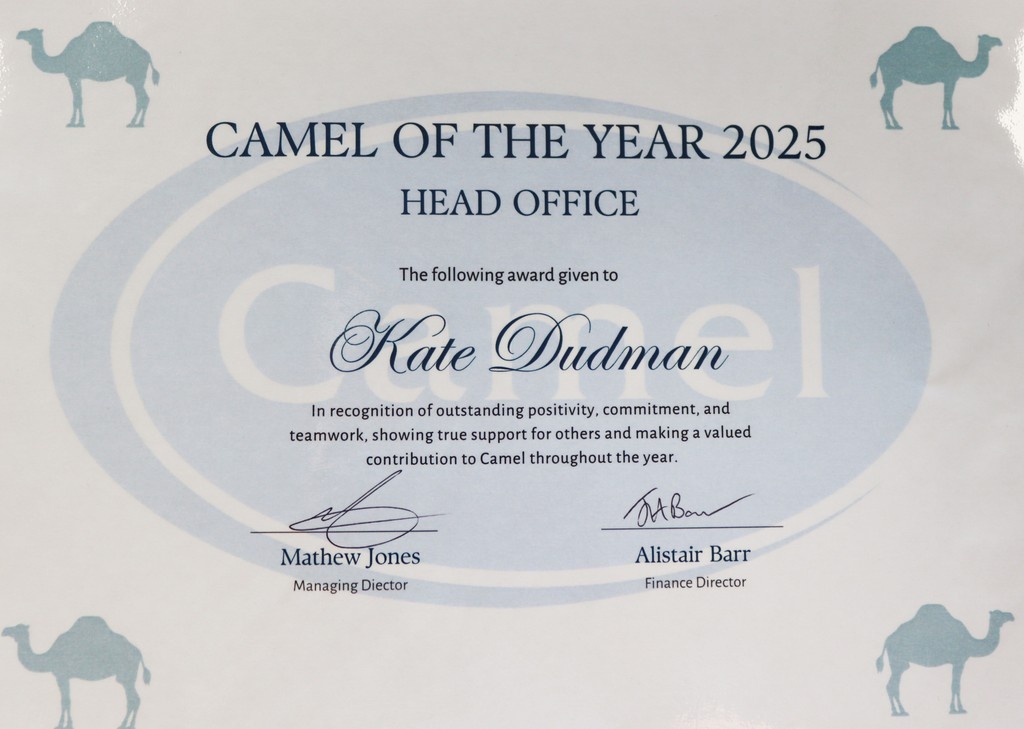 CAMEL OF THE YEAR 2025
HEAD OFFICE
The following award given to
Camel
Kate Dudman
In recognition of outstanding positivity, commitment, and
teamwork, showing true support for others and making a valued
contribution to Camel throughout the year.
JHBarr
Mathew Jones
Alistair Barr
Managing Diector
Finance Director